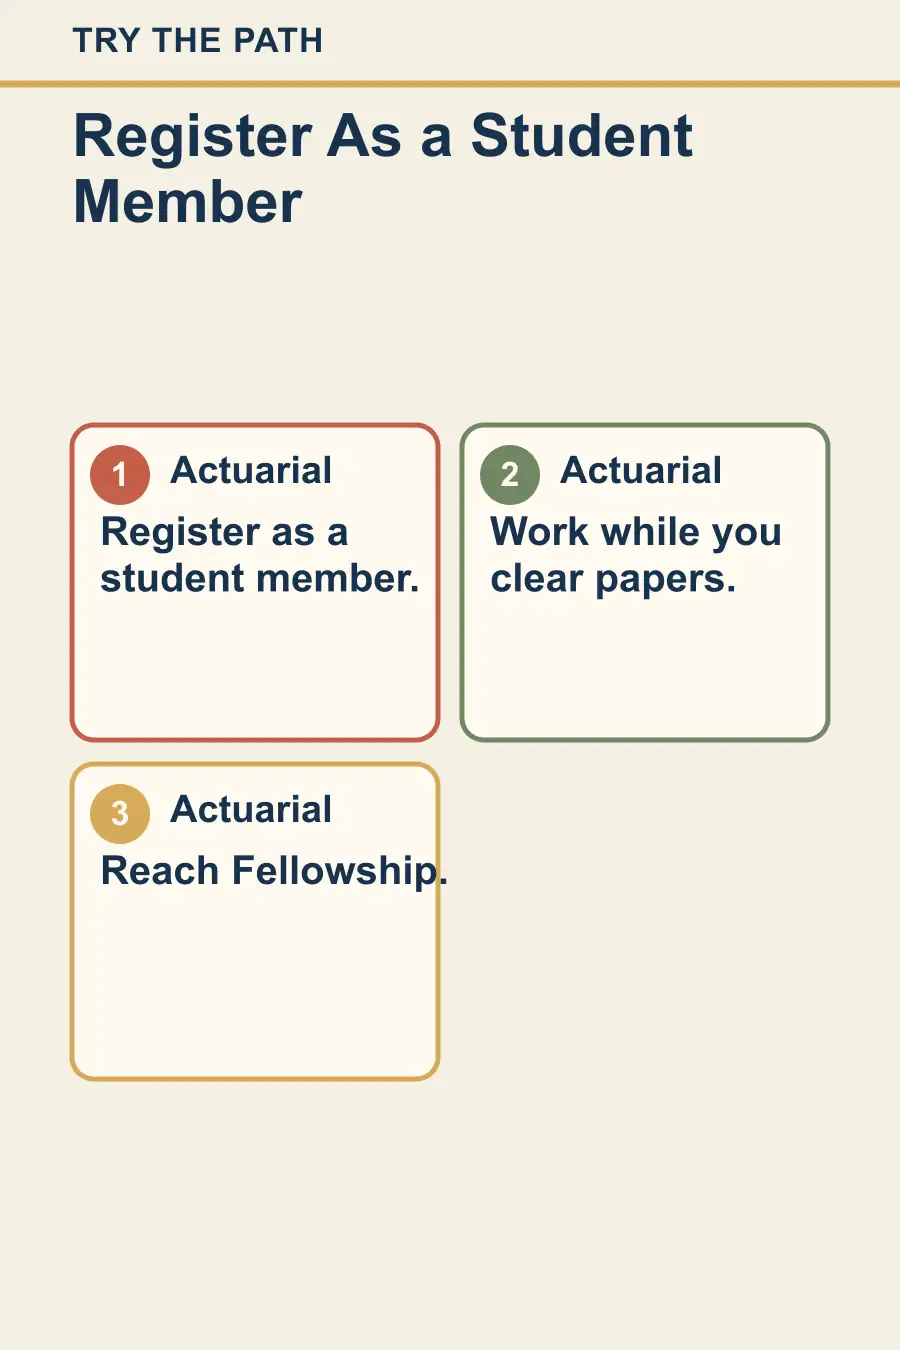 TRY THE PATH
Register As a Student
Member
1 Actuarial
Register as a
student member.
2 Actuarial
Work while you
clear papers.
3 Actuarial
Reach Fellowship.